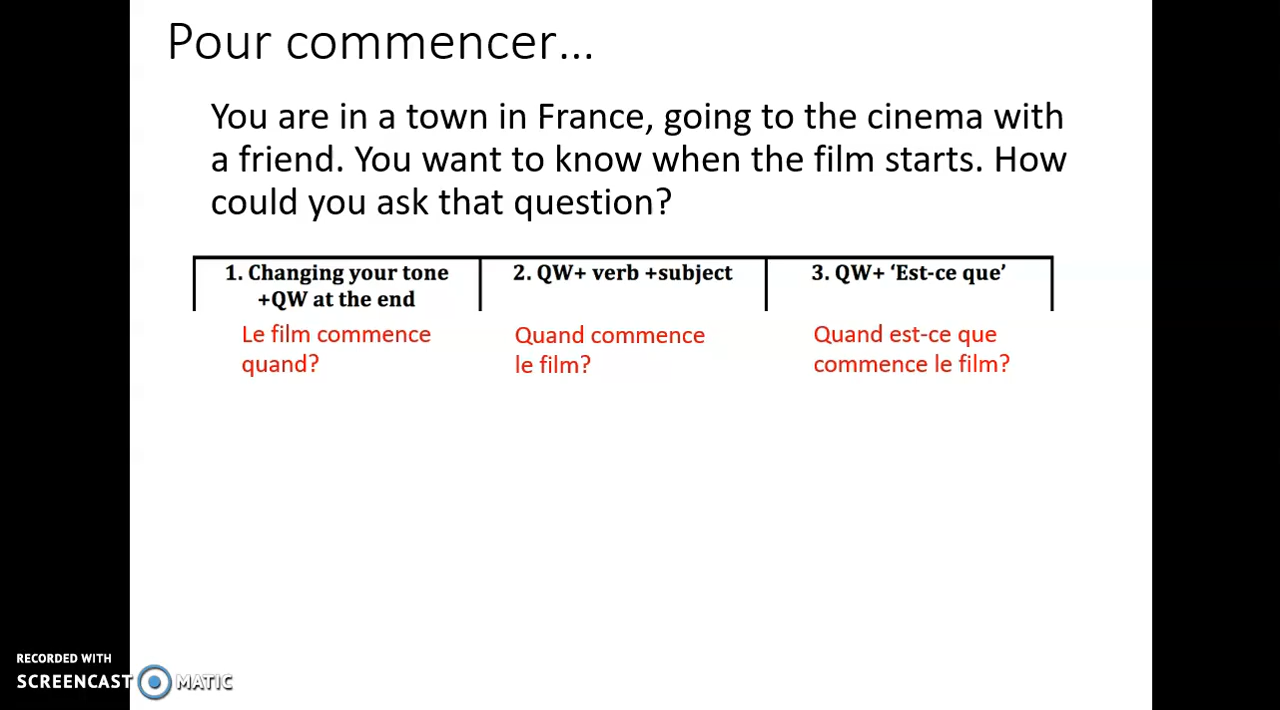 Pour commencer...
You are in a town in France, going to the cinema with
a friend. You want to know when the film starts. How
could you ask that question?
1. Changing your tone
+QW at the end
2. QW+ verb +subject
3. QW+ ‘Est-ce que’
Le film commence
quand?
Quand commence
le film?
Quand est-ce que
commence le film?
RECORDED WITH
SCREENCAST MATIC